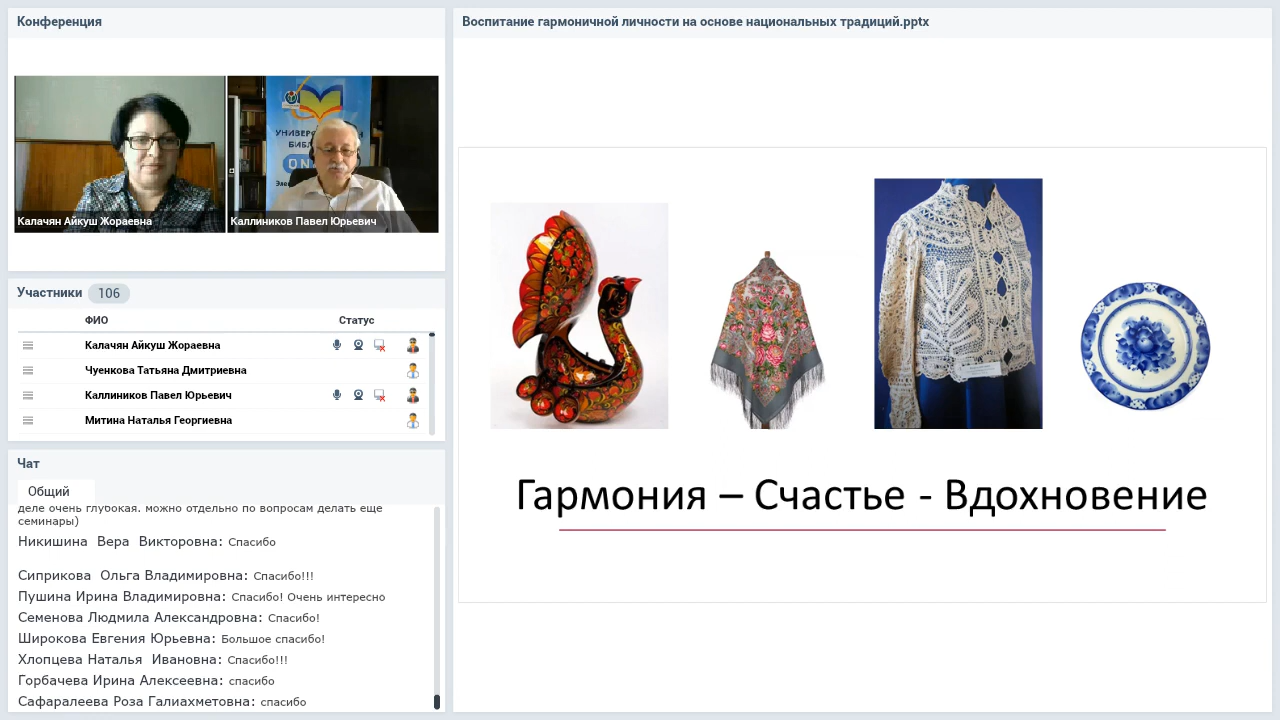 Конференция
УНИВЕРС
БИБЛ
ONL
Калачян Айкуш Жораевна
Каллиников Павел Юрьевич
Участники 106
ФИО Статус
Калачян Айкуш Жораевна
Чуенкова Татьяна Дмитриевна
Каллиников Павел Юрьевич
Митина Наталья Георгиевна
Чат
Общий
деле очень глубокая. можно отдельно по вопросам делать еще
семинары)
Никишина Вера Викторовна: Спасибо
Сиприкова Ольга Владимировна: Спасибо!!!
Пушина Ирина Владимировна: Спасибо! Очень интересно
Семенова Людмила Александровна: Спасибо!
Широкова Евгения Юрьевна: Большое спасибо!
Хлопцева Наталья Ивановна: Спасибо!!!
Горбачева Ирина Алексеевна: спасибо
Сафаралеева Роза Галиахметовна: спасибо
Воспитание гармоничной личности на основе национальных традиций.pptx
Гармония – Счастье - Вдохновение